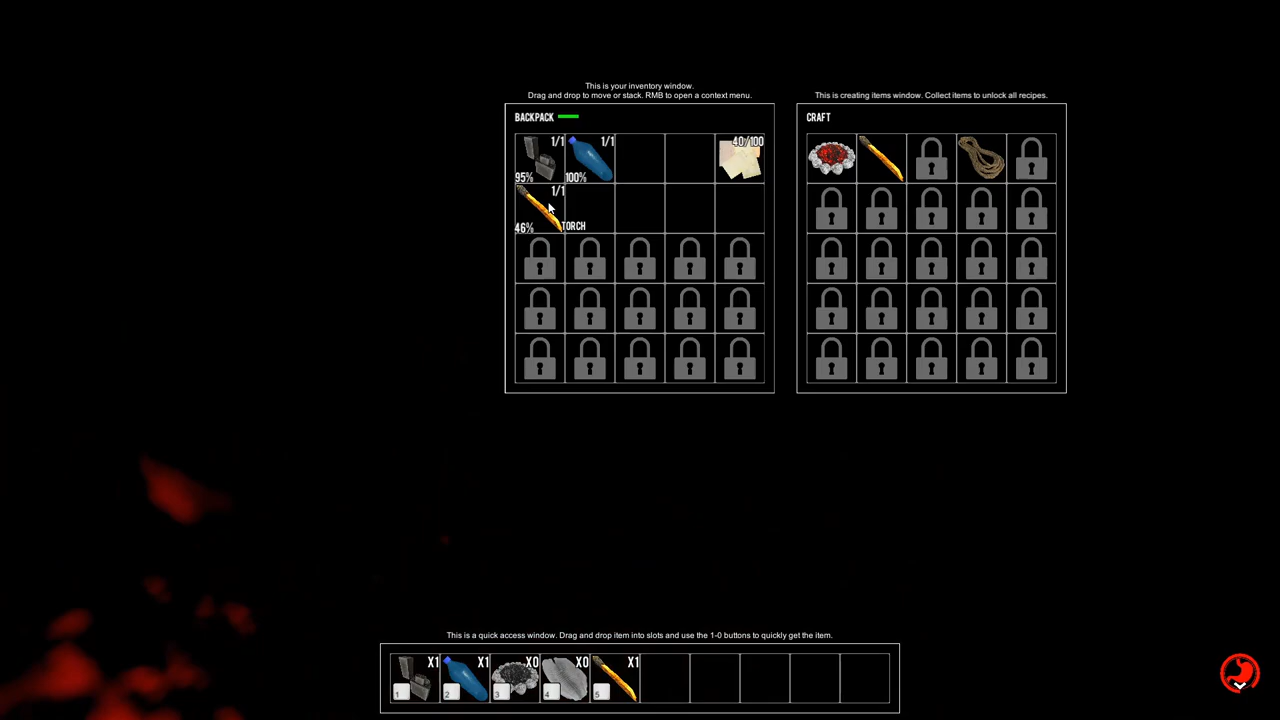 This is your inventory window.
Drag and drop to move or stack. RMB to open a context menu.
BACKPACK
1/1
1/1
40/100
95%
100%
1/1
46%
TORCH
This is creating items window. Collect items to unlock all recipes.
CRAFT
This is a quick access window. Drag and drop item into slots and use the 1-0 buttons to quickly get the item.
X1
X1
X0
X0
X1
1
2
3
4
5